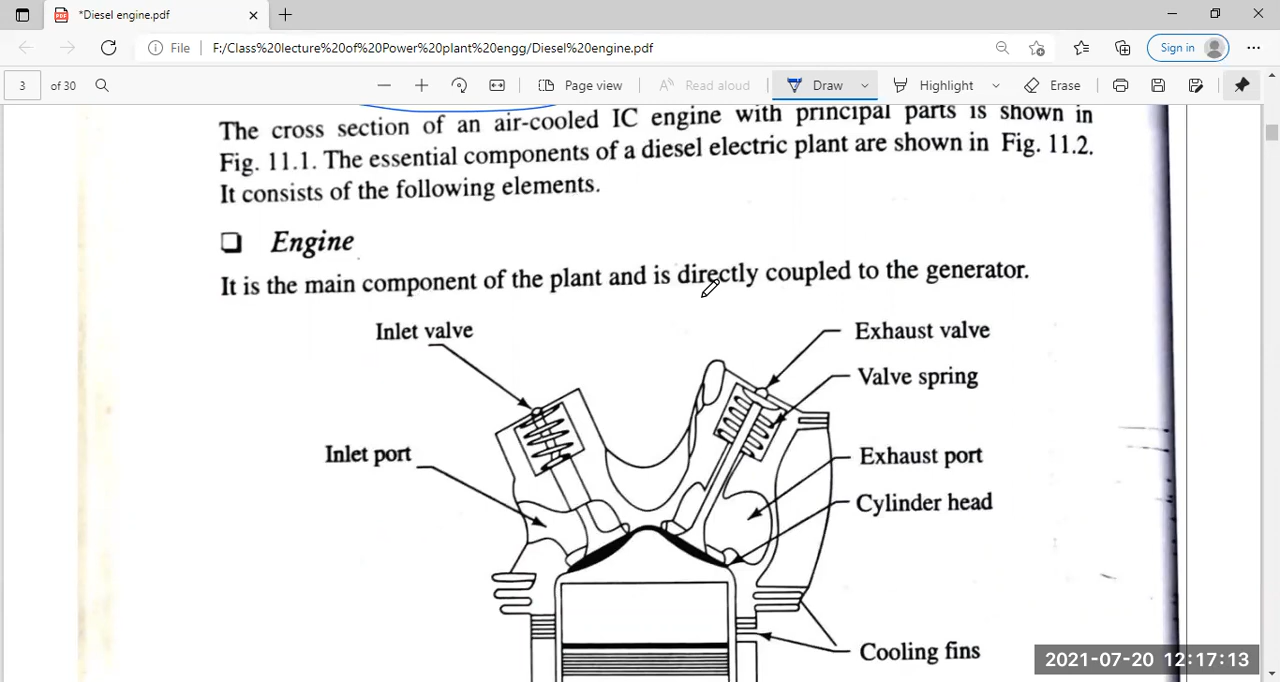 *Diesel engine.pdf
File F:/Class%20lecture%20of%20Power%20plant%20engg/Diesel%20engine.pdf Sign in
3 of 30 Page view Read aloud Draw Highlight Erase
The cross section of an air-cooled IC engine with principal parts is shown in
Fig. 11.1. The essential components of a diesel electric plant are shown in Fig. 11.2.
It consists of the following elements.
Engine
It is the main component of the plant and is directly coupled to the generator.
Inlet valve
Exhaust valve
Valve spring
Inlet port
Exhaust port
Cylinder head
Cooling fins
2021-07-20 12:17:13